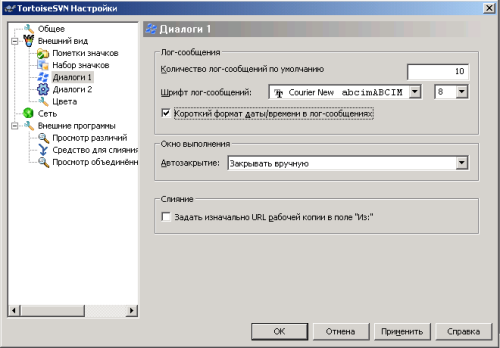 TortoiseSVN Настройки
Общее
Внешний вид
Пометки значков
Набор значков
Диалоги 1
Диалоги 2
Цвета
Сеть
Внешние программы
Просмотр различий
Средство для слияния
Просмотр объединённ
Диалоги 1
Лог-сообщения
Количество лог-сообщений по умолчанию 10
Шрифт лог-сообщений: Courier New abcimABCIM 8
Короткий формат даты/времени в лог-сообщениях
Окно выполнения
Автозакрытие: Закрывать вручную
Слияние
Задать изначально URL рабочей копии в поле "Из:"
OK Отмена Применить Справка